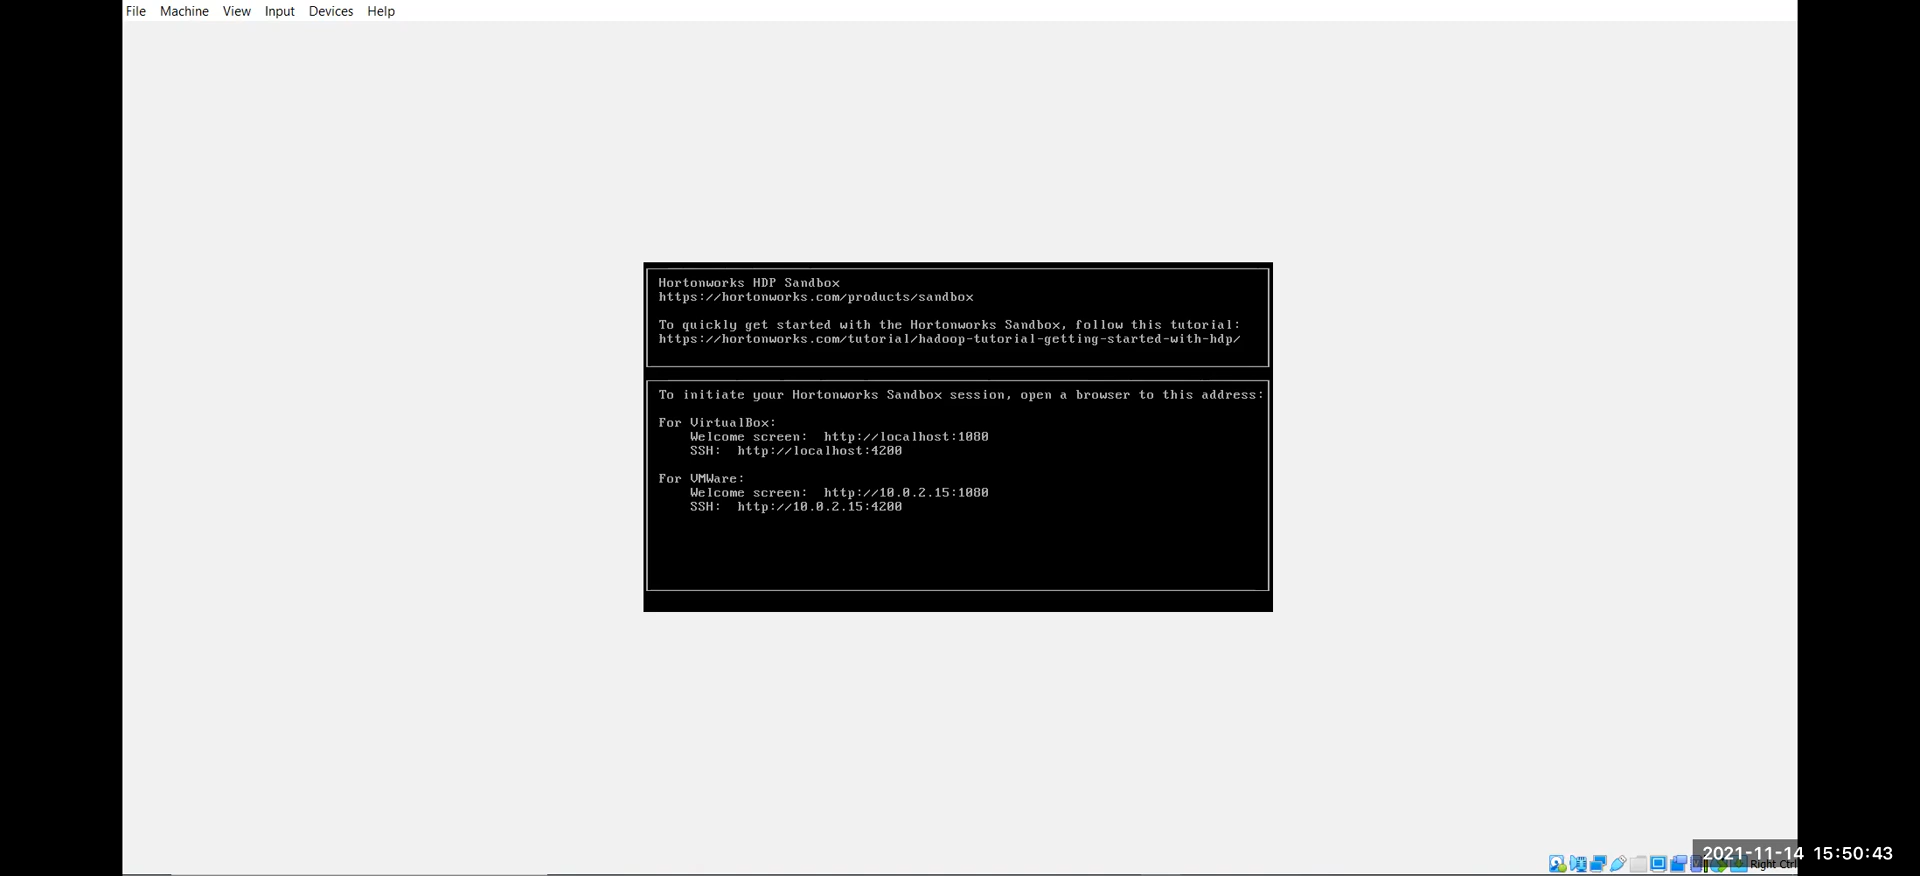 File Machine View Input Devices Help
Hortonworks HDP Sandbox
https://hortonworks.com/products/sandbox
To quickly get started with the Hortonworks Sandbox, follow this tutorial:
https://hortonworks.com/tutorial/hadoop-tutorial-getting-started-with-hdp/
To initiate your Hortonworks Sandbox session, open a browser to this address:
For VirtualBox:
Welcome screen: http://localhost:1080
SSH: http://localhost:4200
For VMWare:
Welcome screen: http://10.0.2.15:1080
SSH: http://10.0.2.15:4200
2021-11-14 15:50:43
Right Ctrl